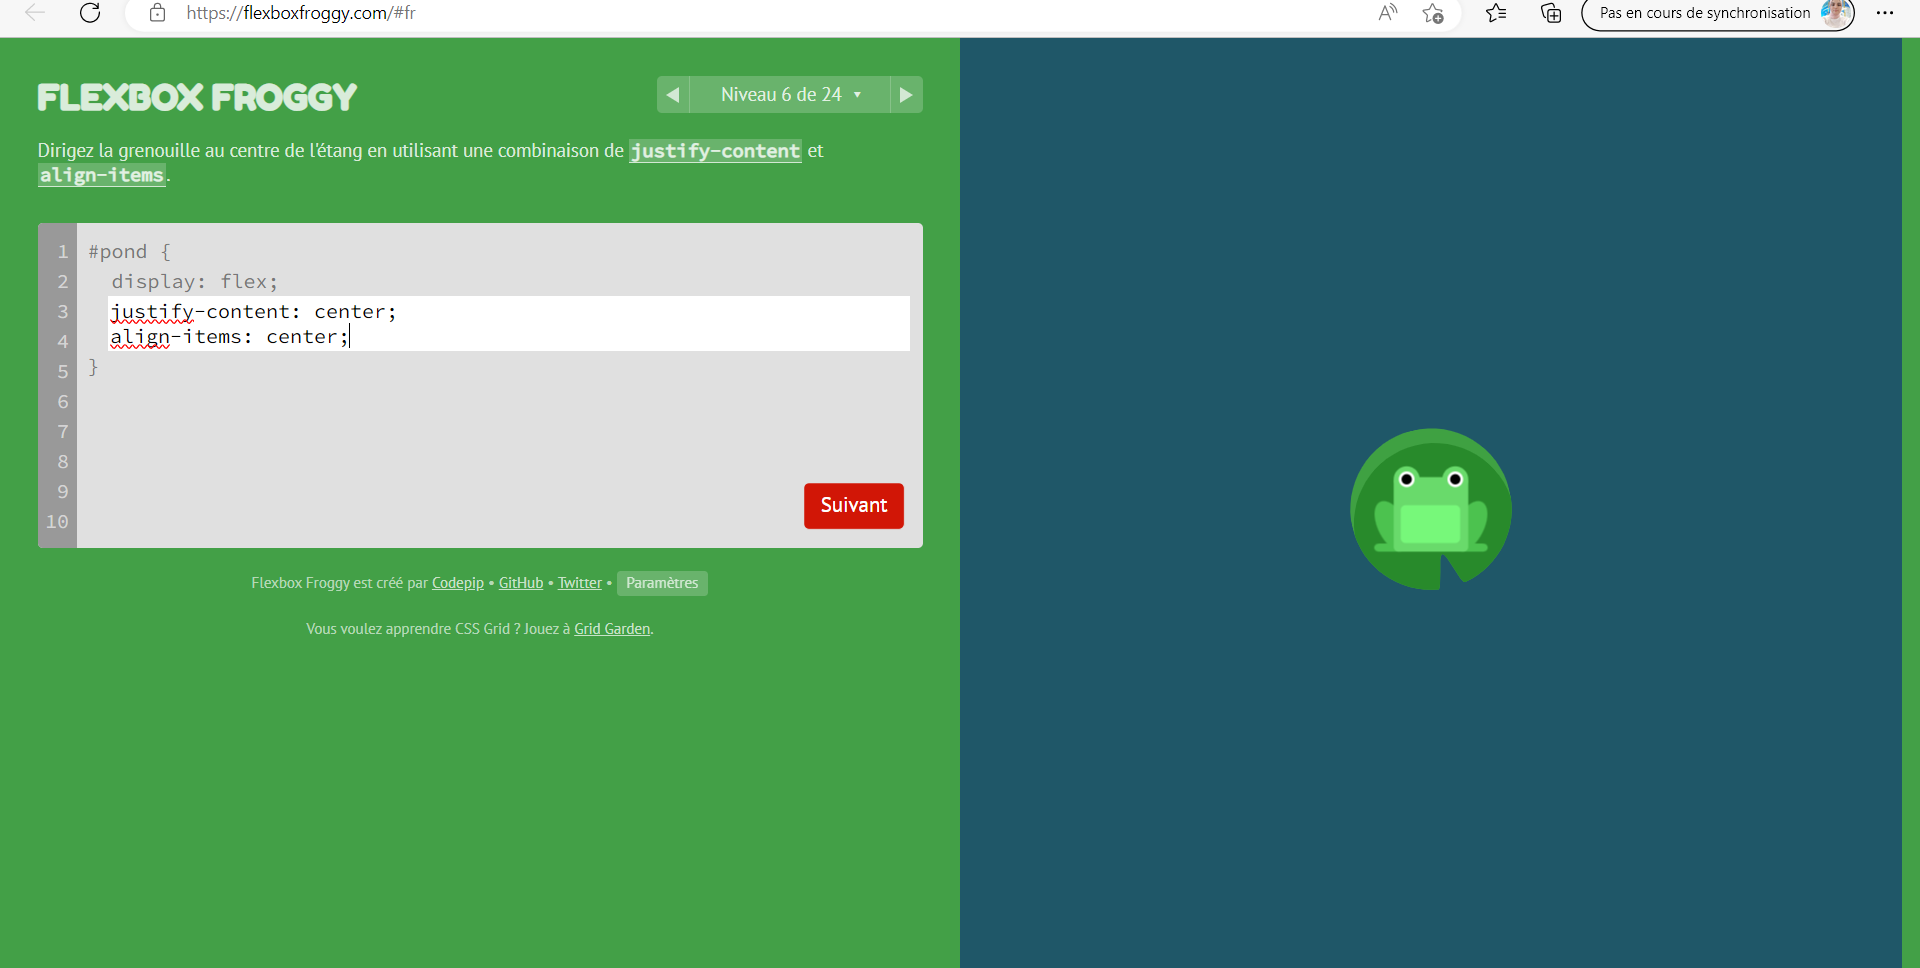 https://flexboxfroggy.com/#fr
Pas en cours de synchronisation
FLEXBOX FROGGY
Niveau 6 de 24
Dirigez la grenouille au centre de l'étang en utilisant une combinaison de justify-content et
align-items.
1 #pond {
2 display: flex;
3 justify-content: center;
4 align-items: center;
5 }
6
7
8
9
10
Suivant
Flexbox Froggy est créé par Codepip • GitHub • Twitter • Paramètres
Vous voulez apprendre CSS Grid ? Jouez à Grid Garden.